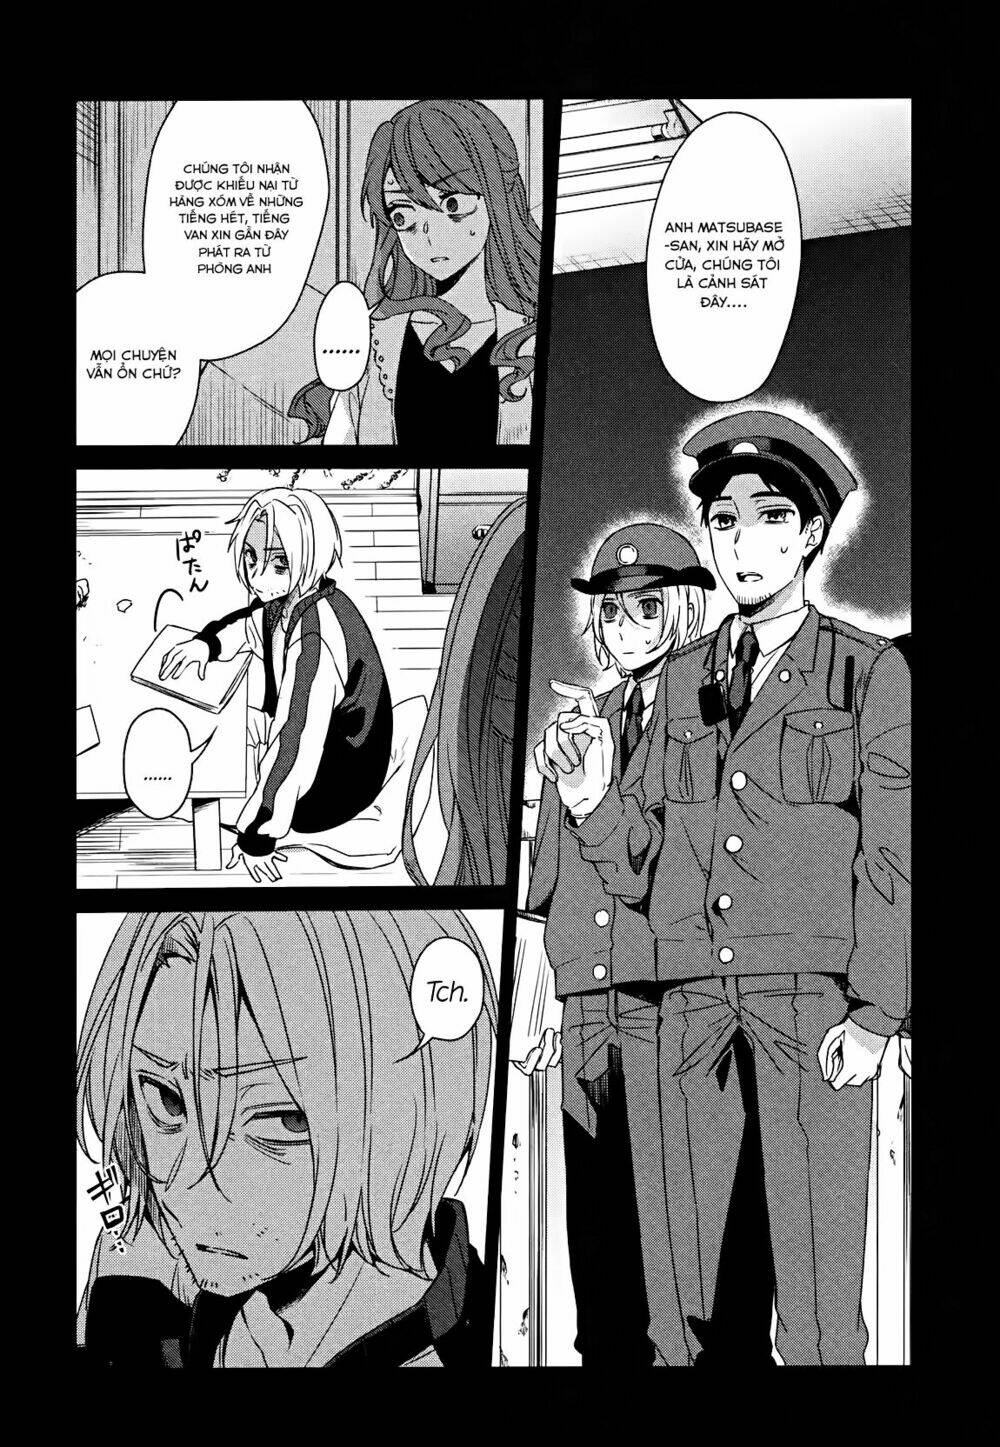 ANH MATSUBASE
-SAN, XIN HÃY MỞ
CỬA, CHÚNG TÔI
LÀ CẢNH SÁT
ĐÂY....
CHÚNG TÔI NHẬN
ĐƯỢC KHIẾU NẠI TỪ
HÀNG XÓM VỀ NHỮNG
TIẾNG HÉT, TIẾNG
VAN XIN GẦN ĐÂY
PHÁT RA TỪ
PHÒNG ANH
.......
MỌI CHUYỆN
VẪN ỔN CHỨ?
ぱたん
.......
Tch.
ギロ...